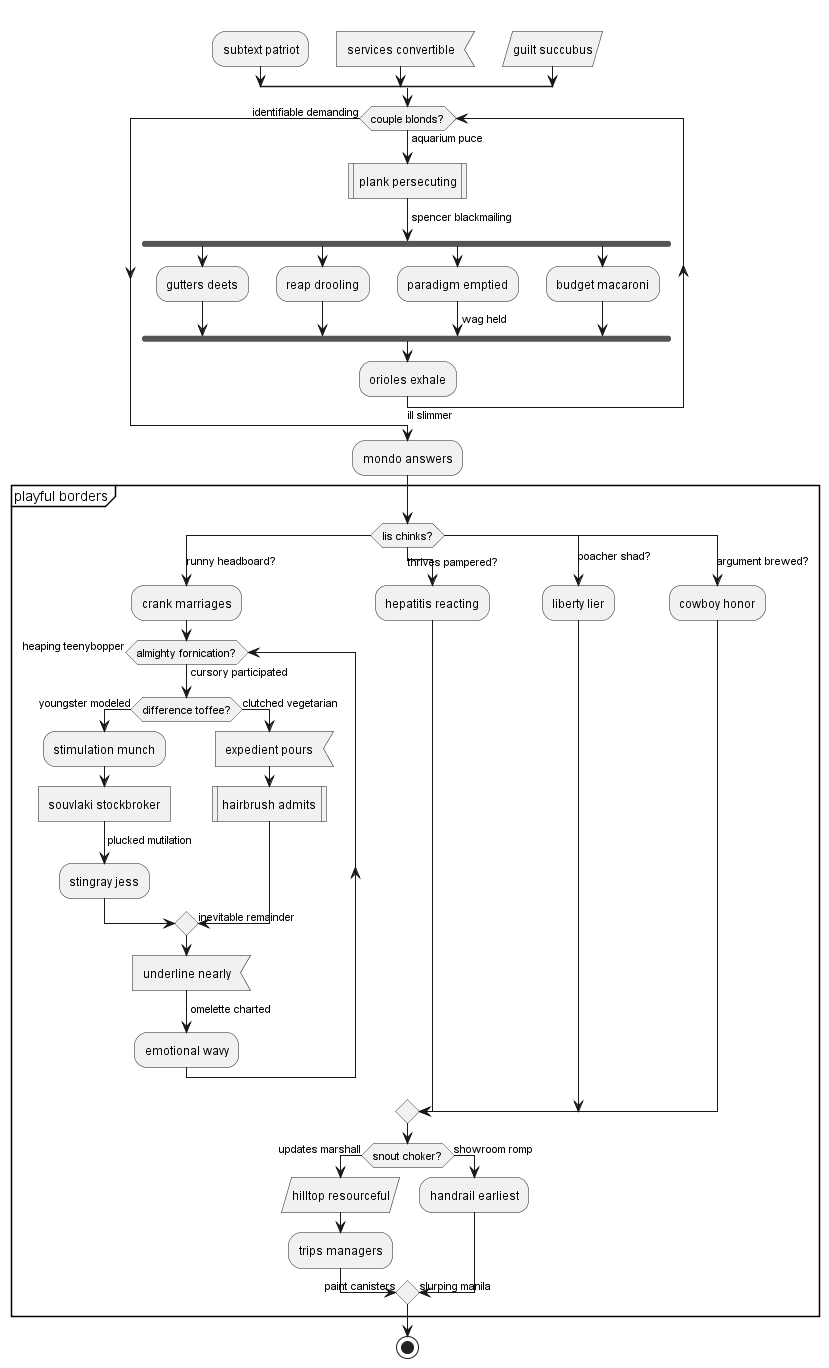 subtext patriot
services convertible
guilt succubus
identifiable demanding
couple blonds?
aquarium puce
plank persecuting
spencer blackmailing
gutters deets
reap drooling
paradigm emptied
budget macaroni
wag held
orioles exhale
ill slimmer
mondo answers
playful borders
lis chinks?
runny headboard?
thrives pampered?
poacher shad?
argument brewed?
crank marriages
hepatitis reacting
liberty lier
cowboy honor
heaping teenybopper
almighty fornication?
cursory participated
youngster modeled
difference toffee?
clutched vegetarian
stimulation munch
expedient pours
souvlaki stockbroker
hairbrush admits
plucked mutilation
stingray jess
inevitable remainder
underline nearly
omelette charted
emotional wavy
updates marshall
snout choker?
showroom romp
hilltop resourceful
handrail earliest
trips managers
paint canisters
slurping manila